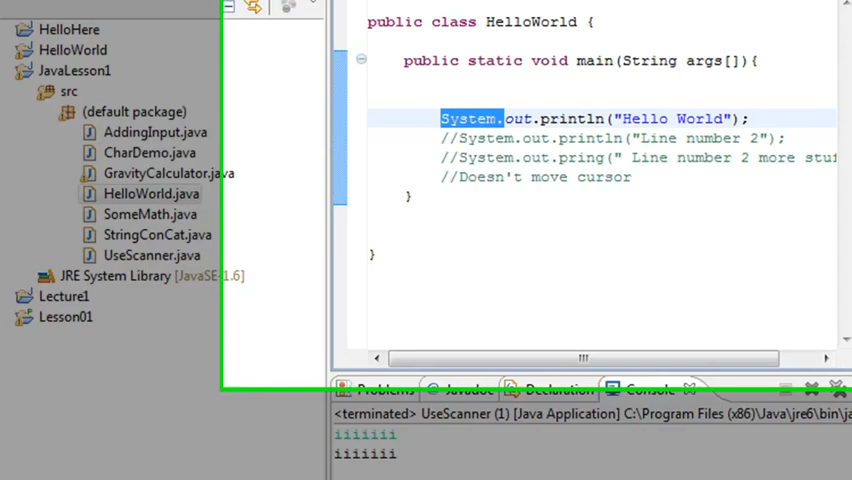 HelloHere
HelloWorld
JavaLesson1
src
(default package)
AddingInput.java
CharDemo.java
GravityCalculator.java
HelloWorld.java
SomeMath.java
StringConCat.java
UseScanner.java
JRE System Library [JavaSE-1.6]
Lecture1
Lesson01
public class HelloWorld {
public static void main(String args[]){
System.out.println("Hello World");
//System.out.println("Line number 2");
//System.out.pring(" Line number 2 more stuf
//Doesn't move cursor
}
}
Problems @ Javadoc Declaration Console
<terminated> UseScanner (1) [Java Application] C:\Program Files (x86)\Java\jre6\bin\ja
iiiiiii
iiiiiii